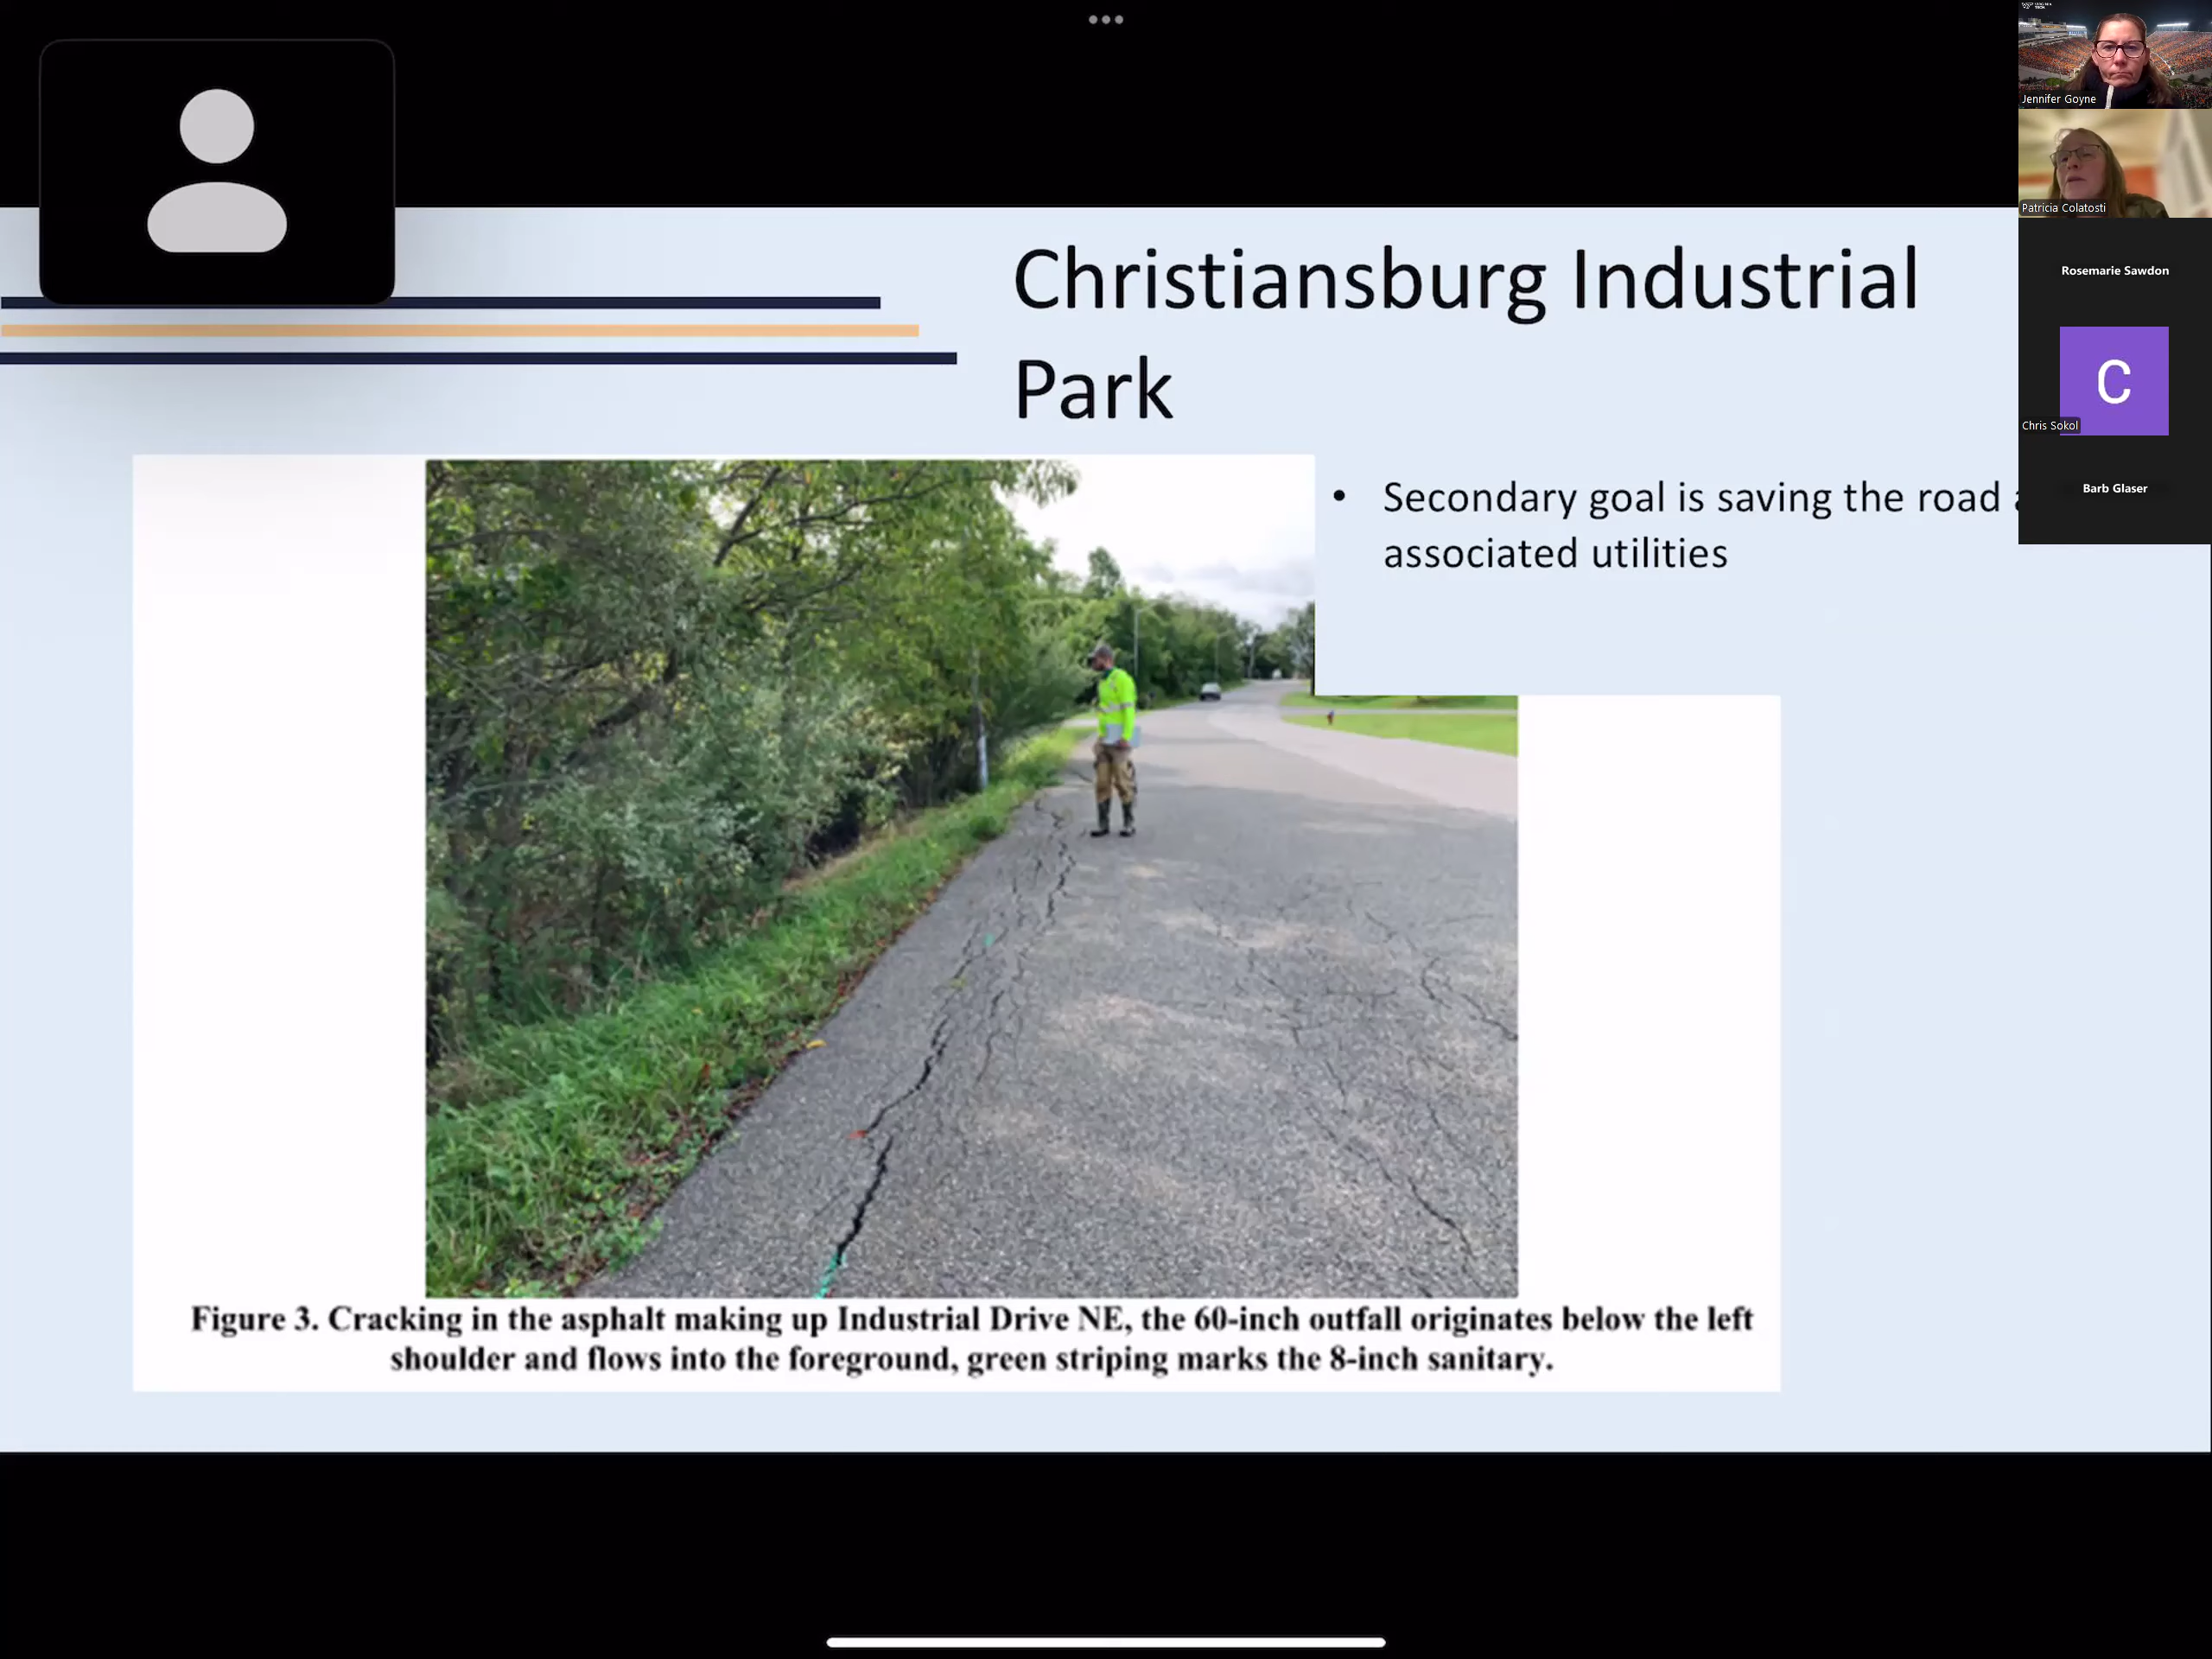 Christiansburg Industrial
Park
Secondary goal is saving the road
associated utilities
Figure 3. Cracking in the asphalt making up Industrial Drive NE, the 60-inch outfall originates below the left
shoulder and flows into the foreground, green striping marks the 8-inch sanitary.
Jennifer Goyne
Patricia Colatosti
Rosemarie Sawdon
C
Chris Sokol
Barb Glaser